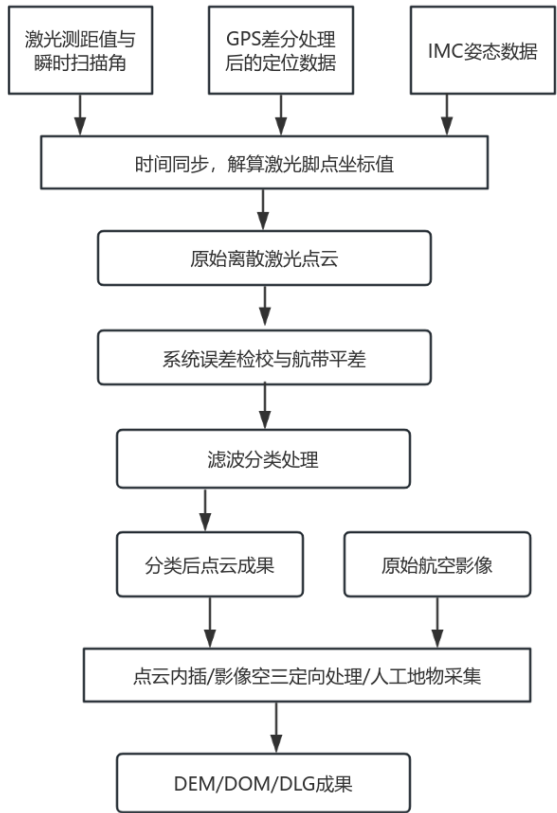 激光测距值与
瞬时扫描角
GPS差分处理
后的定位数据
IMC姿态数据
时间同步，解算激光脚点坐标值
原始离散激光点云
系统误差检校与航带平差
滤波分类处理
分类后点云成果
原始航空影像
点云内插/影像空三定向处理/人工地物采集
DEM/DOM/DLG成果